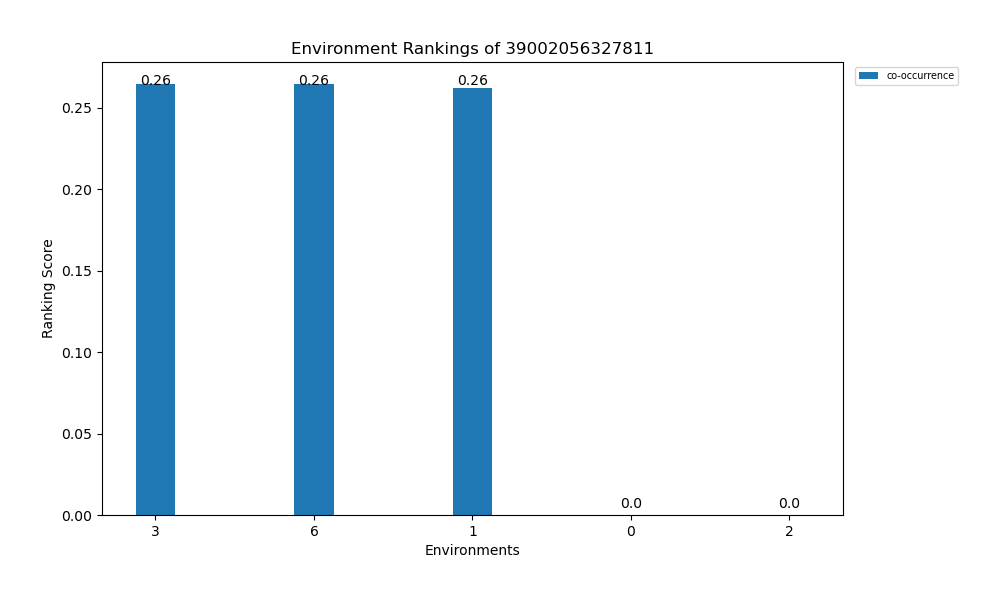 Environment Rankings of 39002056327811
co-occurrence
0.26 0.26 0.26 0.0 0.0
Ranking Score
0.25
0.20
0.15
0.10
0.05
0.00
3 6 1 0 2
Environments